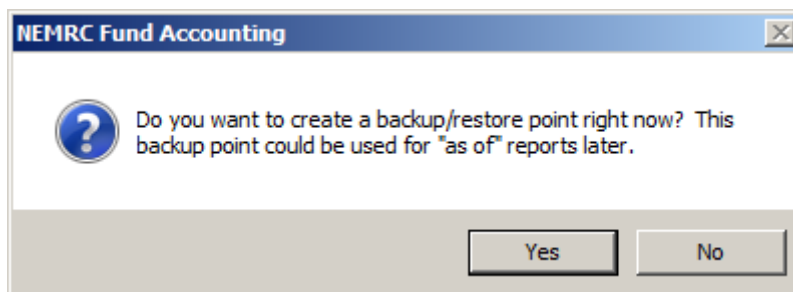 NEMRC Fund Accounting
Do you want to create a backup/restore point right now?  This
backup point could be used for "as of" reports later.
Yes
No